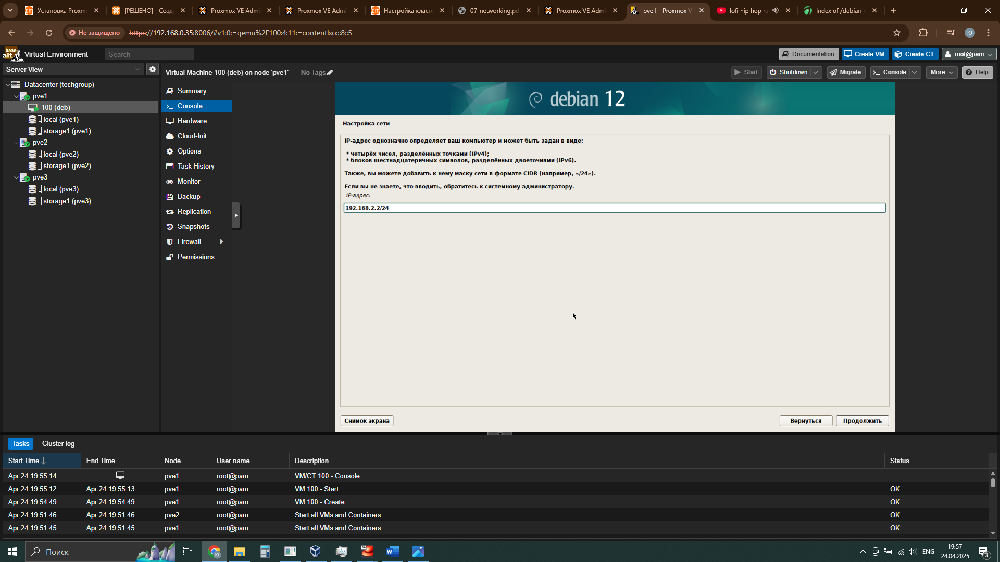 Установка Proxm
[РЕШЕНО] - Созд
Proxmox VE Admi
Proxmox VE Admi
Настройка класте
07-networking.pd
Proxmox VE Admi
pve1 - Proxmox V
lofi hip hop ra
Index of /debian-c
Не защищено
https://192.168.0.35:8006/#v1:0:=qemu%2F100:4:11:=contentIso:::8::5
Ю
base alt
Virtual Environment
Search
Documentation
Create VM
Create CT
root@pam
Server View
Virtual Machine 100 (deb) on node 'pve1'
No Tags
Start
Shutdown
Migrate
Console
More
Help
Datacenter (techgroup)
pve1
100 (deb)
local (pve1)
storage1 (pve1)
pve2
local (pve2)
storage1 (pve2)
pve3
local (pve3)
storage1 (pve3)
Summary
Console
Hardware
Cloud-Init
Options
Task History
Monitor
Backup
Replication
Snapshots
Firewall
Permissions
debian 12
Настройка сети
IP-адрес однозначно определяет ваш компьютер и может быть задан в виде:
* четырёх чисел, разделённых точками (IPv4);
* блоков шестнадцатеричных символов, разделённых двоеточиями (IPv6).
Также, вы можете добавить к нему маску сети в формате CIDR (например, «/24»).
Если вы не знаете, что вводить, обратитесь к системному администратору.
IP-адрес:
192.168.2.2/24
Снимок экрана
Вернуться
Продолжить
Tasks
Cluster log
Start Time
End Time
Node
User name
Description
Status
Apr 24 19:55:14 pve1 root@pam VM/CT 100 - Console
Apr 24 19:55:12 Apr 24 19:55:13 pve1 root@pam VM 100 - Start OK
Apr 24 19:54:49 Apr 24 19:54:49 pve1 root@pam VM 100 - Create OK
Apr 24 19:51:46 Apr 24 19:51:46 pve2 root@pam Start all VMs and Containers OK
Apr 24 19:51:45 Apr 24 19:51:45 pve1 root@pam Start all VMs and Containers OK
Поиск
ENG
19:57
24.04.2025
3